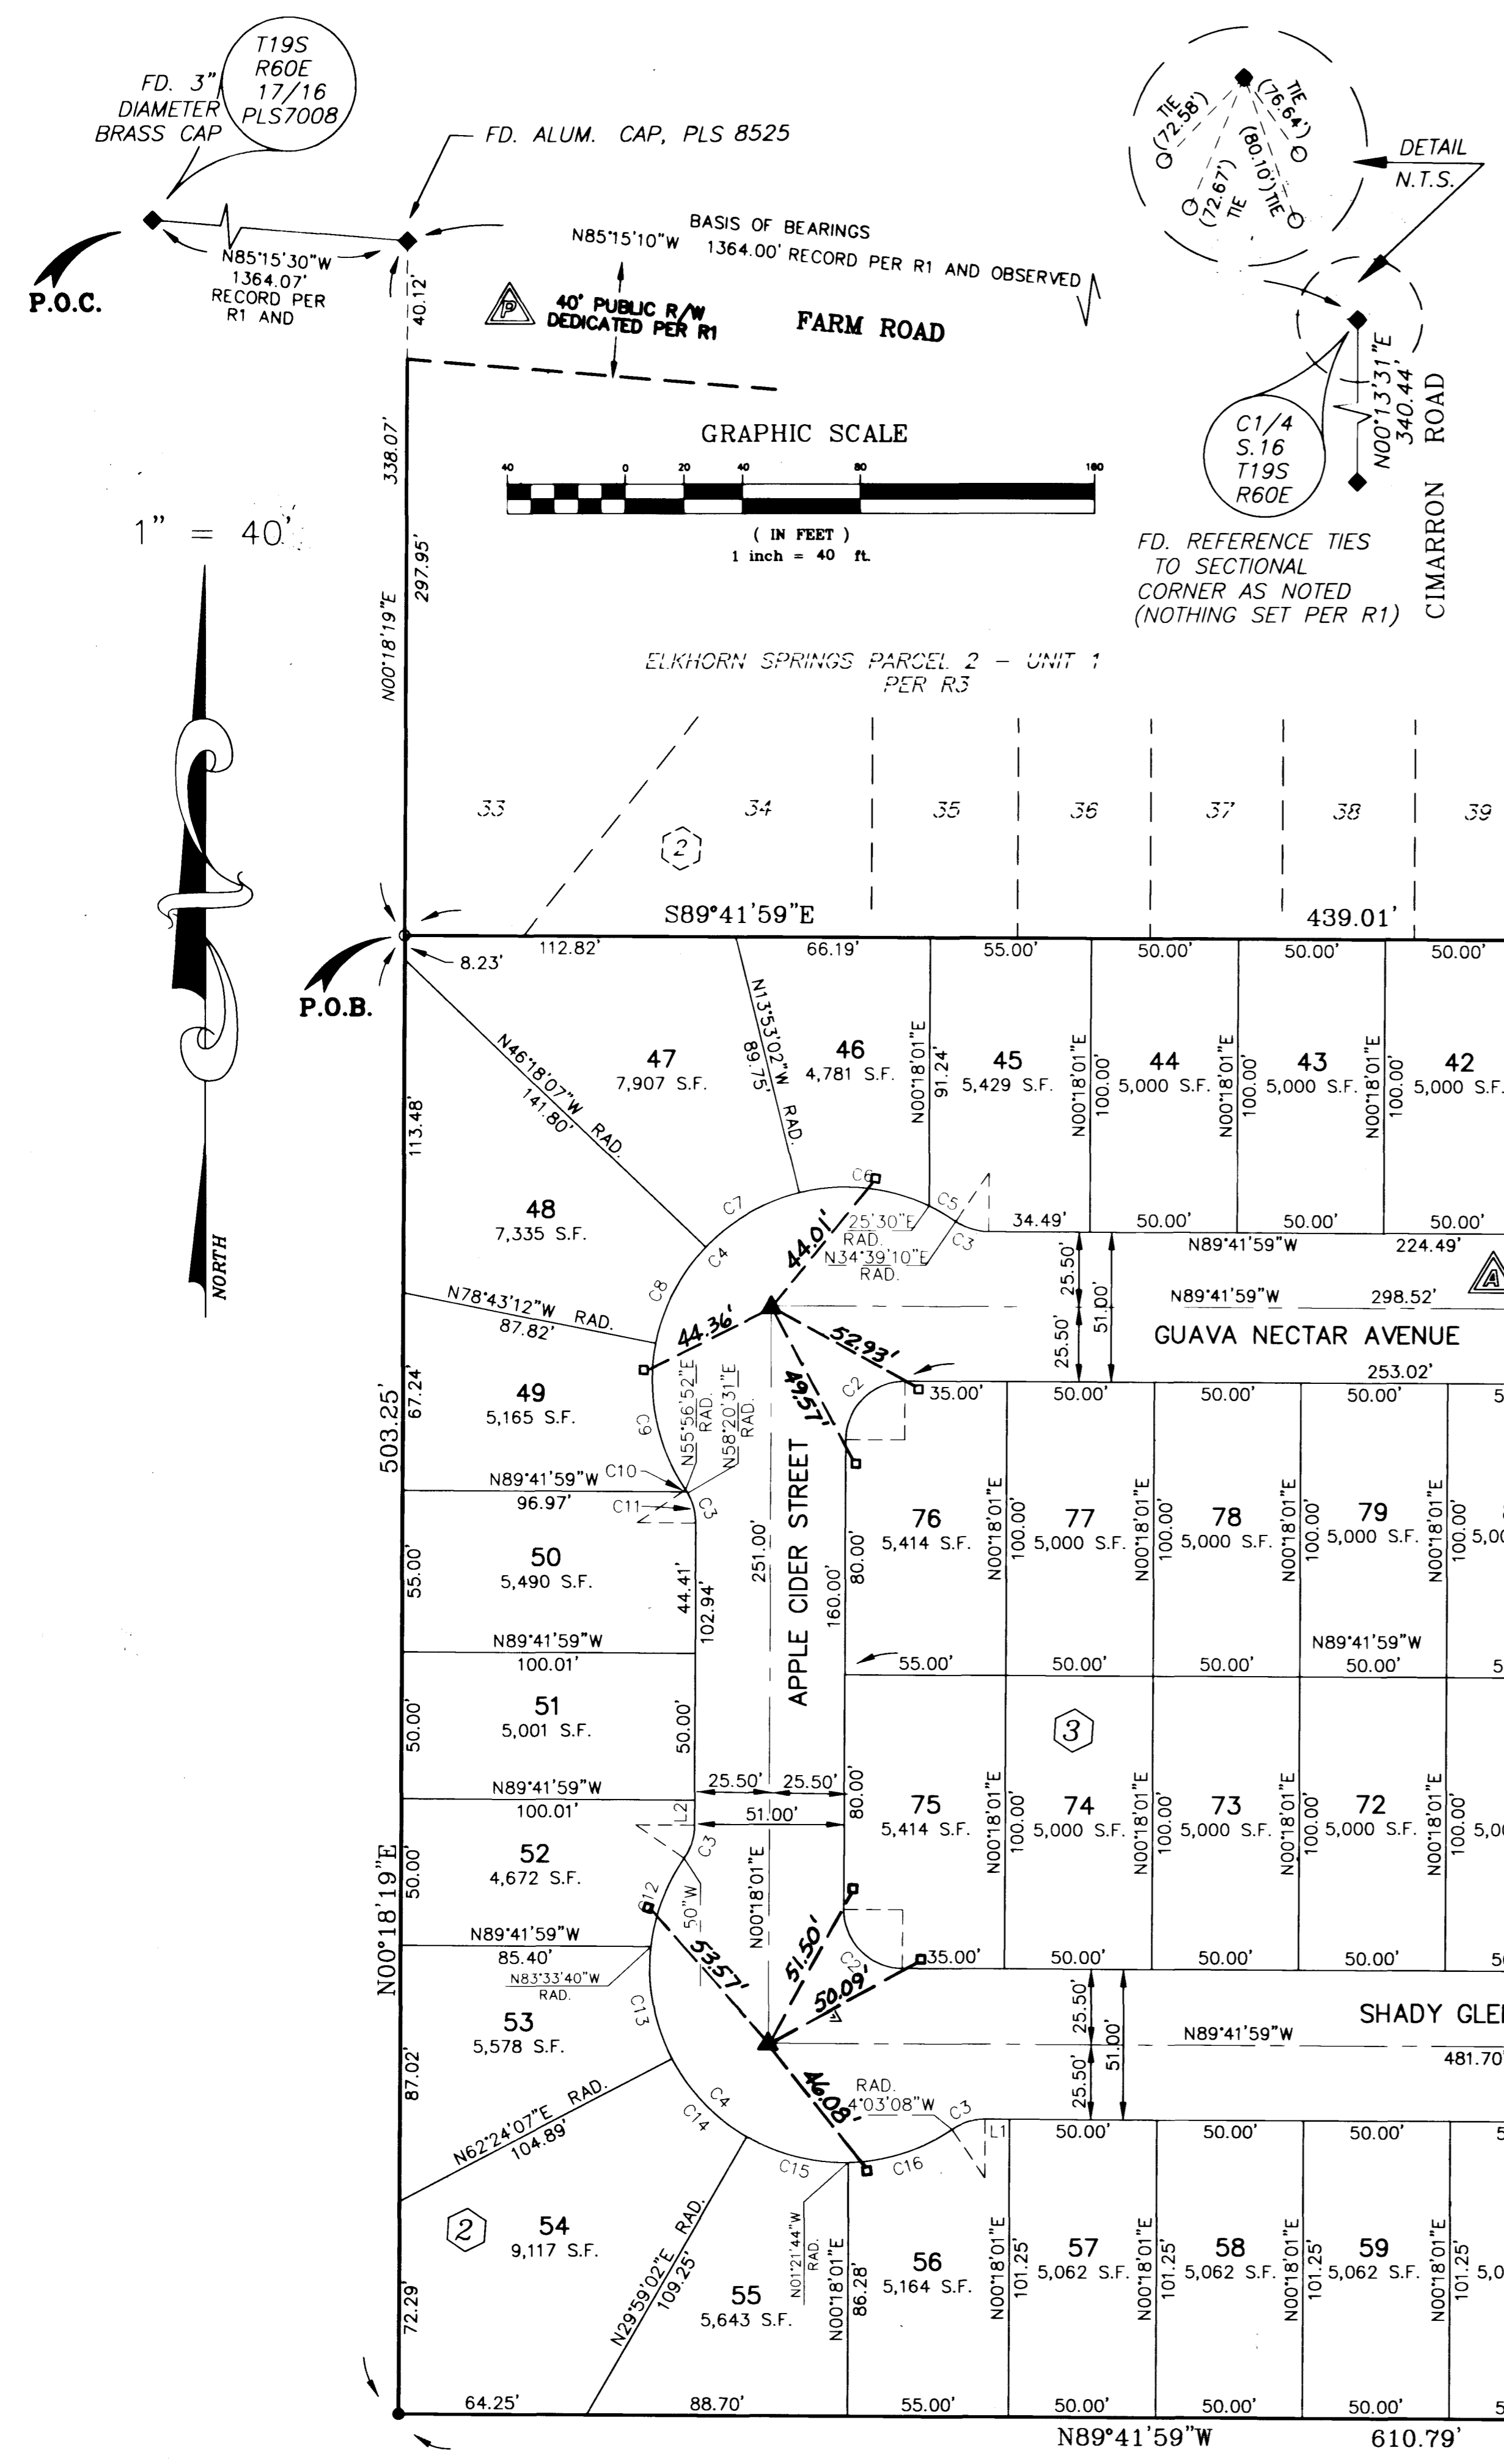 T19S
R60E
17/16
PLS7008
FD. 3"
DIAMETER
BRASS CAP
FD. ALUM. CAP, PLS 8525
TIE
(72.58')
TIE
(76.64')
(72.67')
TIE
(80.10')TIE
DETAIL
N.T.S.
P.O.C.
N85°15'30"W
1364.07'
RECORD PER
R1 AND
40.12'
BASIS OF BEARINGS
N85°15'10"W 1364.00' RECORD PER R1 AND OBSERVED
P
40' PUBLIC R/W
DEDICATED PER R1
FARM ROAD
N00°13'31"E
340.44'
CIMARRON ROAD
C1/4
S.16
T19S
R60E
FD. REFERENCE TIES
TO SECTIONAL
CORNER AS NOTED
(NOTHING SET PER R1)
GRAPHIC SCALE
40 0 20 40 80 160
( IN FEET )
1 inch = 40 ft.
1" = 40'
NORTH
338.07'
297.95'
N00°18'19"E
ELKHORN SPRINGS PARCEL 2 – UNIT 1
PER R3
33 34 35 36 37 38 39
2
S89°41'59"E 439.01'
P.O.B.
8.23'
112.82' 66.19' 55.00' 50.00' 50.00' 50.00'
N46°18'07"W RAD.
141.80'
47
7,907 S.F.
N13°53'02"W RAD.
89.75'
46
4,781 S.F.
N00°18'01"E
91.24'
45
5,429 S.F.
N00°18'01"E
100.00'
44
5,000 S.F.
N00°18'01"E
100.00'
43
5,000 S.F.
N00°18'01"E
100.00'
42
5,000 S.F.
113.48'
48
7,335 S.F.
C7
C4
C8
C6
C5
C3
44.01'
25'30"E
RAD.
N34°39'10"E
RAD.
34.49' 50.00' 50.00' 50.00'
N89°41'59"W 224.49'
25.50'
51.00'
25.50'
A
N89°41'59"W 298.52'
GUAVA NECTAR AVENUE
253.02'
N78°43'12"W RAD.
87.82'
44.36'
52.93'
49.57'
C2
35.00' 50.00' 50.00' 50.00'
503.25'
67.24'
49
5,165 S.F.
C9
N55°56'52"E
RAD.
N58°20'31"E
RAD.
N89°41'59"W
96.97'
C10
C11
C3
APPLE CIDER STREET
251.00'
160.00'
80.00'
76
5,414 S.F.
N00°18'01"E
100.00'
77
5,000 S.F.
N00°18'01"E
100.00'
78
5,000 S.F.
N00°18'01"E
100.00'
79
5,000 S.F.
N00°18'01"E
100.00'
55.00'
50
5,490 S.F.
44.41'
102.94'
N89°41'59"W
100.01'
N89°41'59"W
55.00' 50.00' 50.00' 50.00'
50.00'
51
5,001 S.F.
50.00'
3
N89°41'59"W
100.01'
25.50' 25.50'
51.00'
L2
C3
80.00'
75
5,414 S.F.
N00°18'01"E
100.00'
74
5,000 S.F.
N00°18'01"E
100.00'
73
5,000 S.F.
N00°18'01"E
100.00'
72
5,000 S.F.
N00°18'01"E
100.00'
N00°18'19"E
50.00'
52
4,672 S.F.
C12
50"W
N00°18'01"E
N89°41'59"W
85.40'
N83°33'40"W
RAD.
53.57'
51.50'
50.09'
C2
35.00' 50.00' 50.00' 50.00'
53
5,578 S.F.
C13
25.50'
51.00'
25.50'
SHADY GLE
N89°41'59"W
481.70'
87.02'
N62°24'07"E RAD.
104.89'
C4
C14
46.08'
RAD.
4°03'08"W
C3
L1
C15
C16
50.00' 50.00' 50.00'
2
54
9,117 S.F.
N29°59'02"E RAD.
109.25'
55
5,643 S.F.
N01°21'44"W
RAD.
N00°18'01"E
86.28'
56
5,164 S.F.
N00°18'01"E
101.25'
57
5,062 S.F.
N00°18'01"E
101.25'
58
5,062 S.F.
N00°18'01"E
101.25'
59
5,062 S.F.
N00°18'01"E
101.25'
72.29'
64.25' 88.70' 55.00' 50.00' 50.00' 50.00'
N89°41'59"W 610.79'